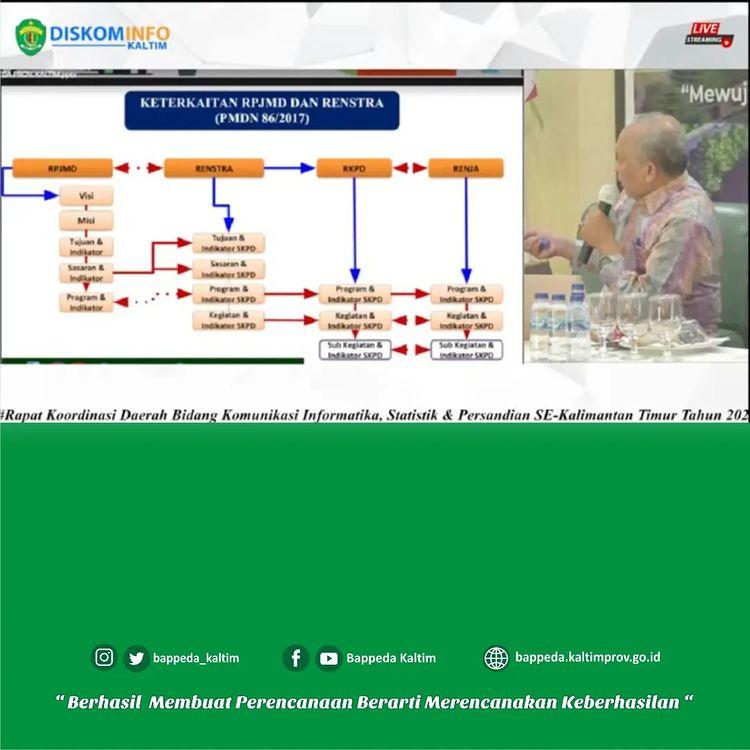 DISKOMINFO
KALTIM
LIVE
STREAMING
KETERKAITAN RPJMD DAN RENSTRA
(PMDN 86/2017)
"Mewuj
RPJMD
RENSTRA
RKPD
RENJA
Visi
Misi
Tujuan &
Indikator
Sasaran &
Indikator
Program &
Indikator
Tujuan &
Indikator SKPD
Sasaran &
Indikator SKPD
Program &
Indikator SKPD
Kegiatan &
Indikator SKPD
Program &
Indikator SKPD
Kegiatan &
Indikator SKPD
Sub Kegiatan &
Indikator SKPD
Program &
Indikator SKPD
Kegiatan &
Indikator SKPD
Sub Kegiatan &
Indikator SKPD
#Rapat Koordinasi Daerah Bidang Komunikasi Informatika, Statistik & Persandian SE-Kalimantan Timur Tahun 202
bappeda_kaltim
Bappeda Kaltim
bappeda.kaltimprov.go.id
“ Berhasil Membuat Perencanaan Berarti Merencanakan Keberhasilan “